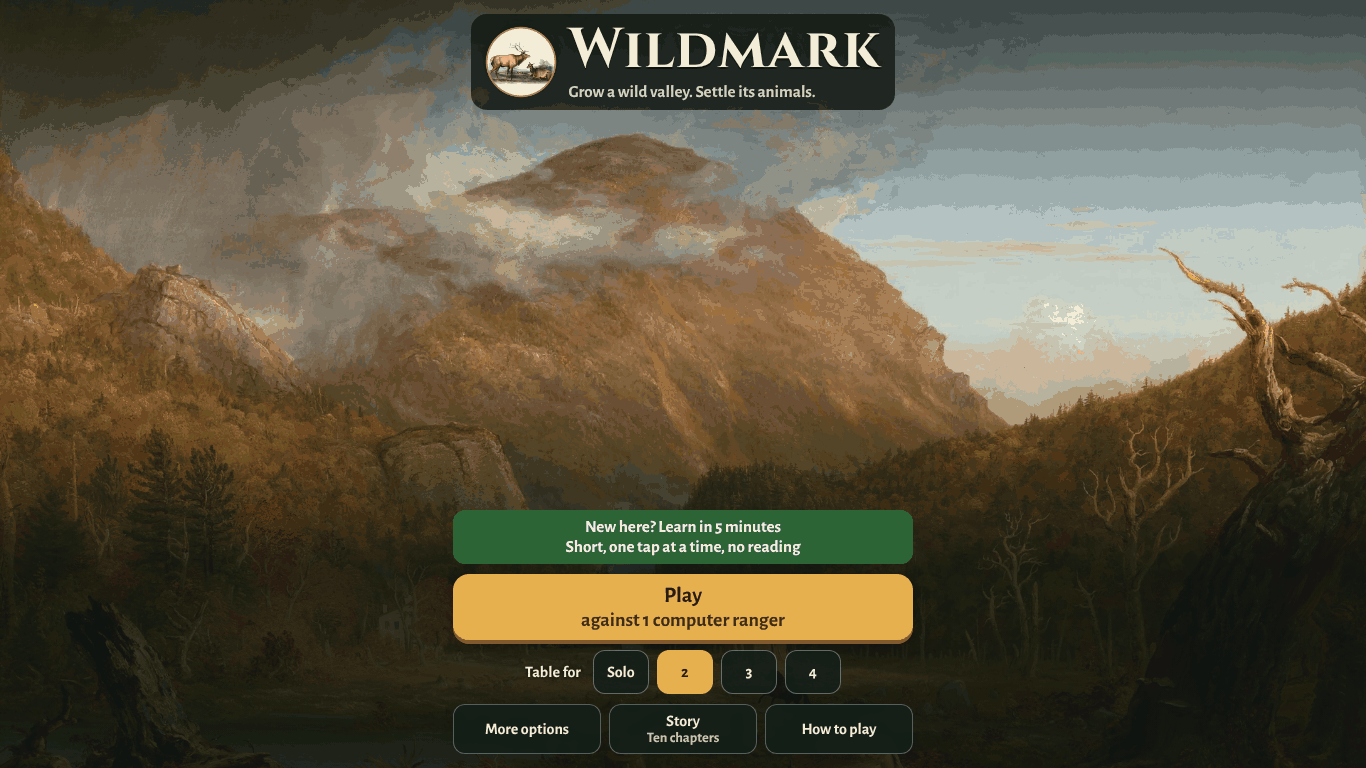 Wildmark
Grow a wild valley. Settle its animals.
New here? Learn in 5 minutes
Short, one tap at a time, no reading
Play
against 1 computer ranger
Table for
Solo
2
3
4
More options
Story
Ten chapters
How to play